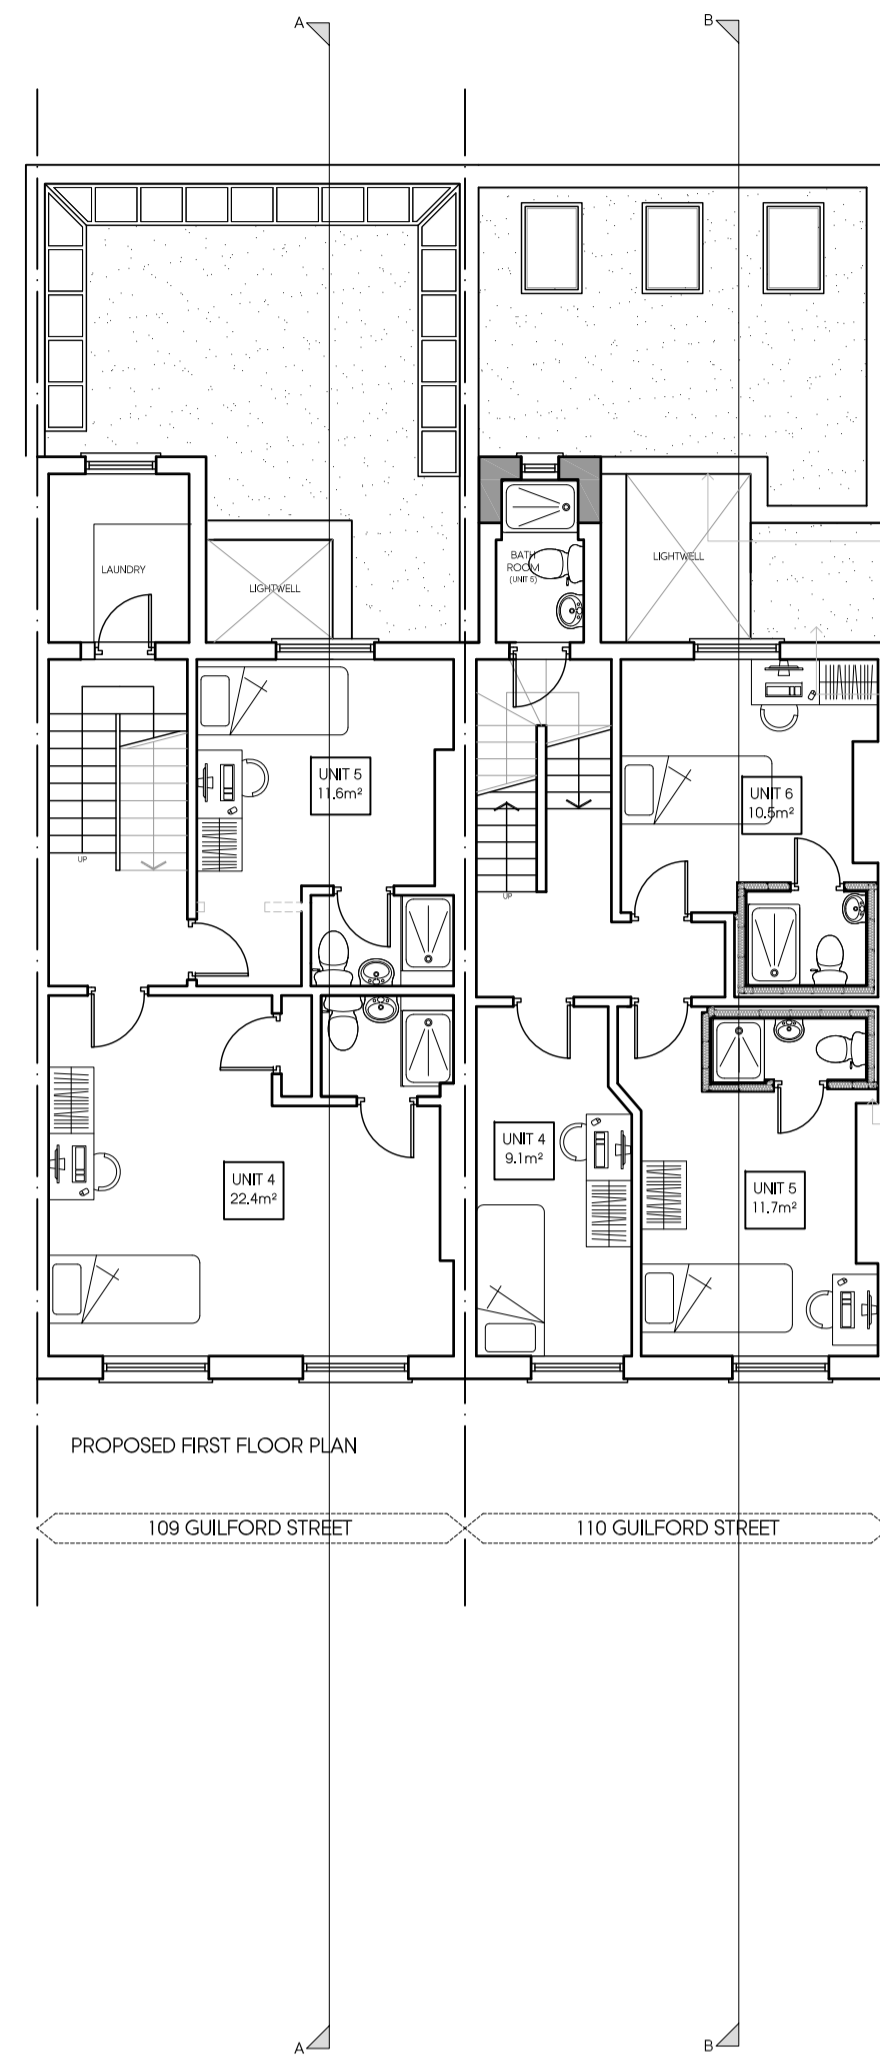 A
B
LAUNDRY
LIGHTWELL
BATH
ROOM
(UNIT 5)
LIGHTWELL
UNIT 5
11.6m²
UNIT 6
10.5m²
UP
UP
UNIT 4
22.4m²
UNIT 4
9.1m²
UNIT 5
11.7m²
PROPOSED FIRST FLOOR PLAN
109 GUILFORD STREET
110 GUILFORD STREET
A
B